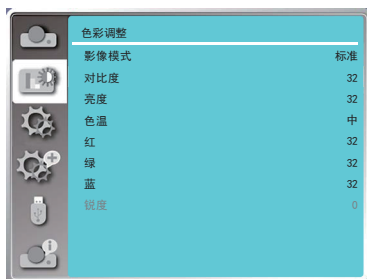 色彩调整
影像模式 标准
对比度 32
亮度 32
色温 中
红 32
绿 32
蓝 32
锐度 0